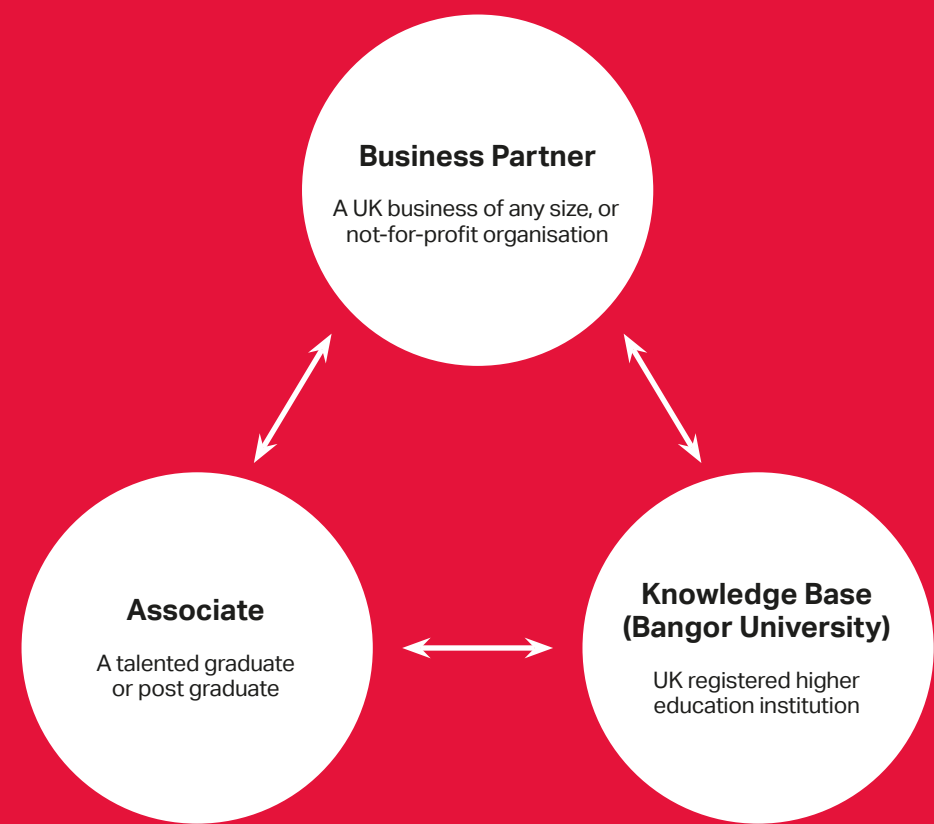 Business Partner
A UK business of any size, or
not-for-profit organisation
Associate
A talented graduate
or post graduate
Knowledge Base
(Bangor University)
UK registered higher
education institution